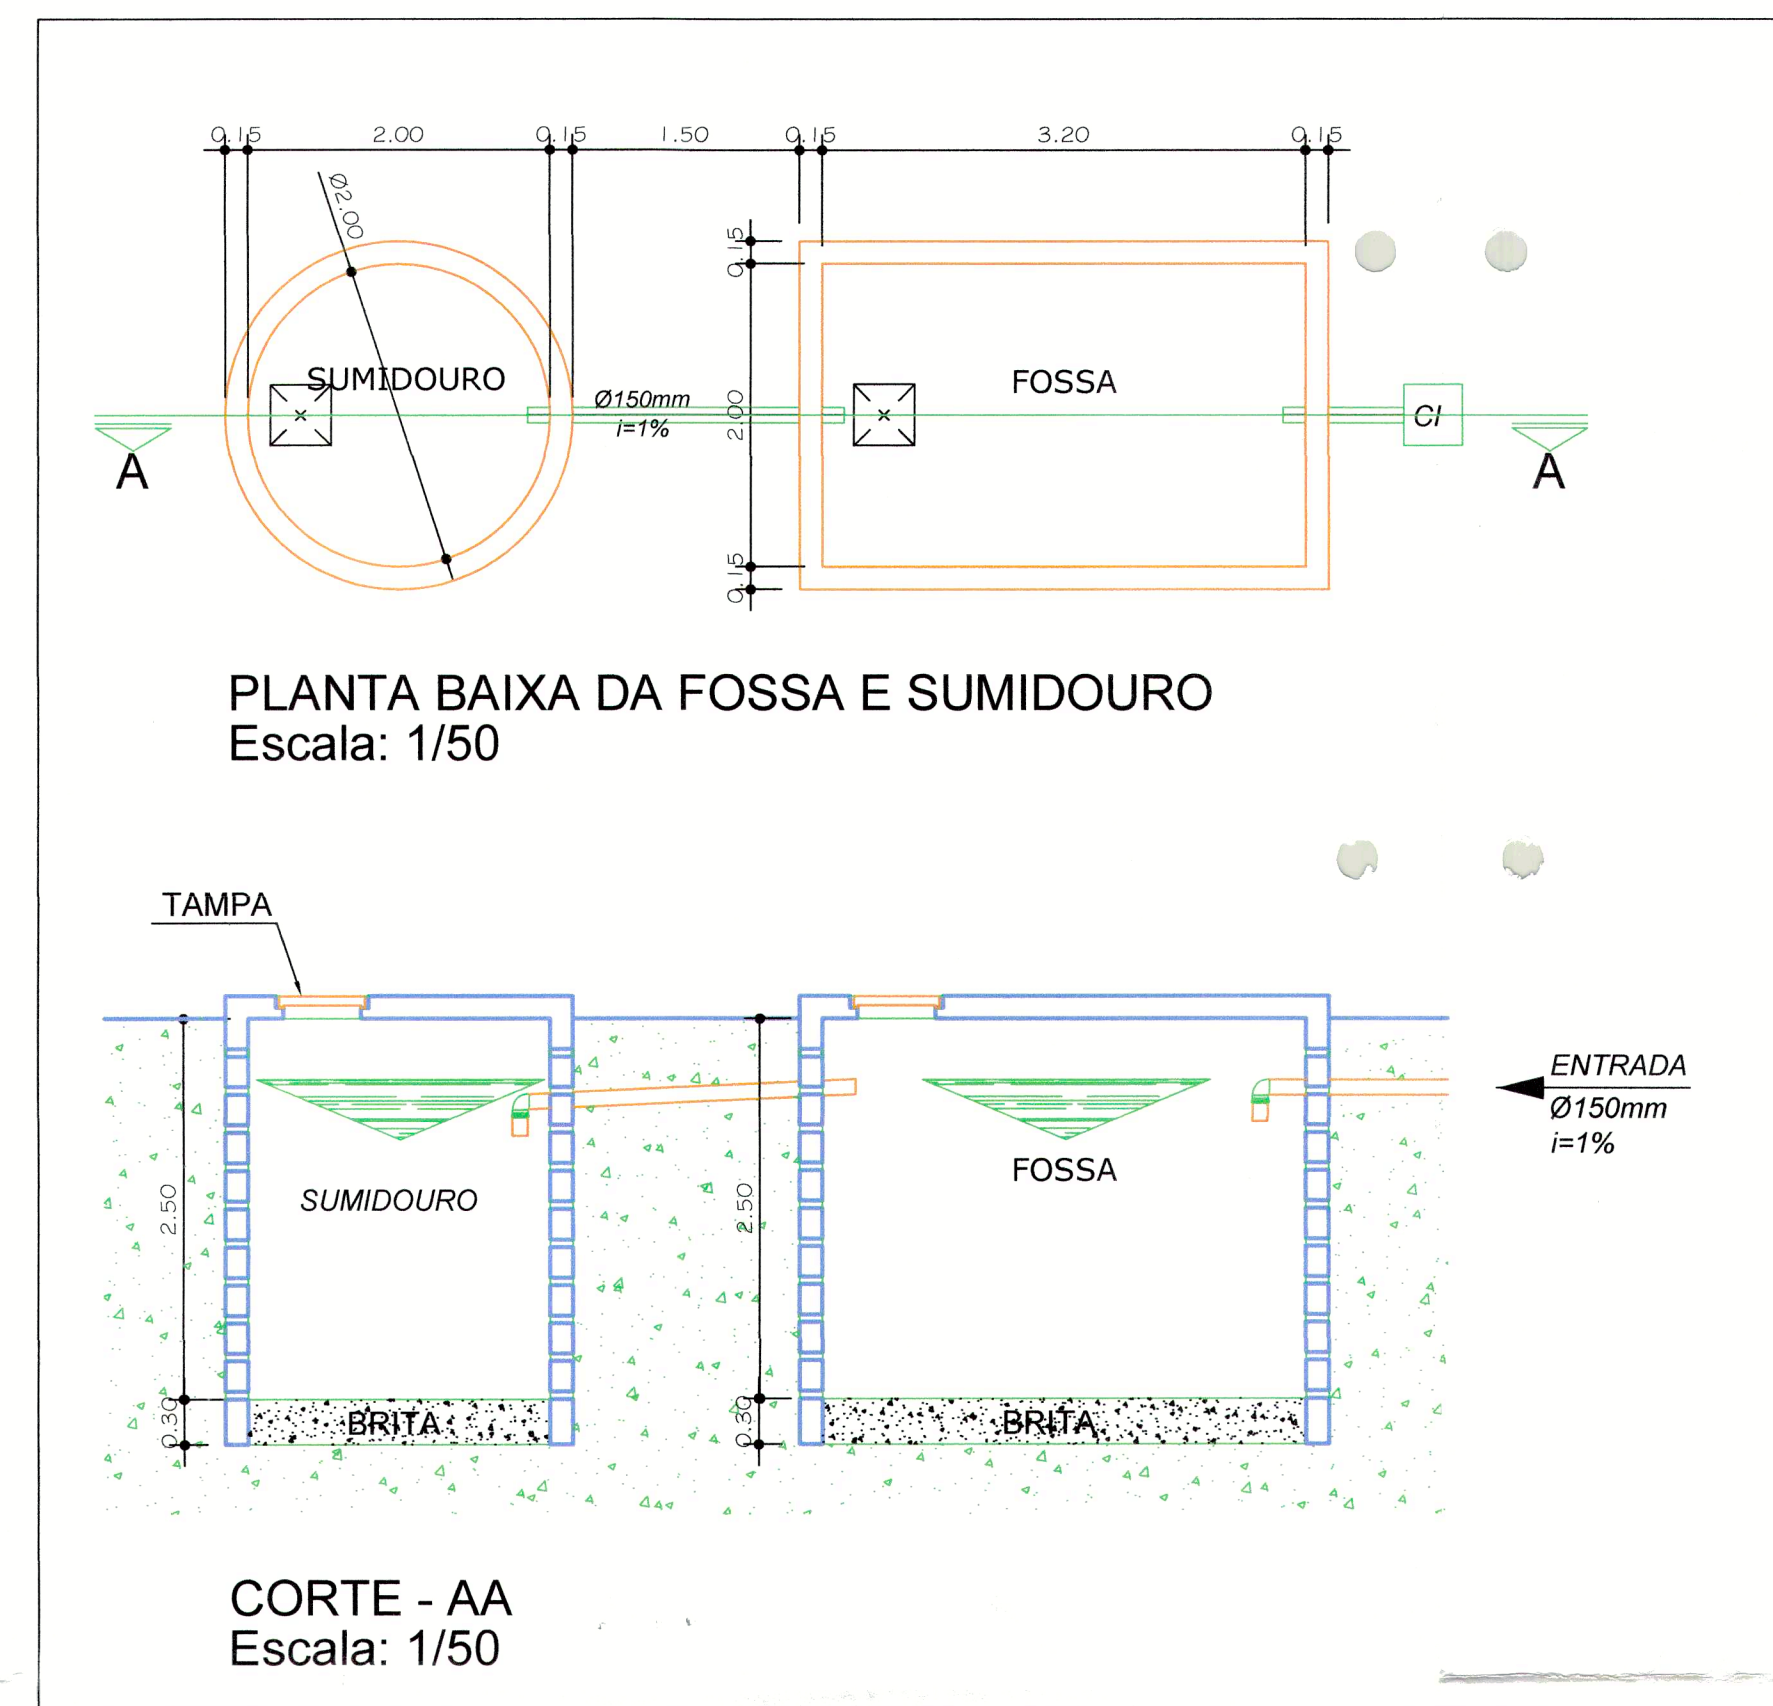 0.15 2.00 0.15 1.50 0.15 3.20 0.15
Ø2.00
0.15
SUMIDOURO
FOSSA
Ø150mm
i=1%
2.00
CI
A
A
0.15
PLANTA BAIXA DA FOSSA E SUMIDOURO
Escala: 1/50
TAMPA
ENTRADA
Ø150mm
i=1%
FOSSA
SUMIDOURO
2.50
2.50
0.30
BRITA
0.30
BRITA
CORTE - AA
Escala: 1/50